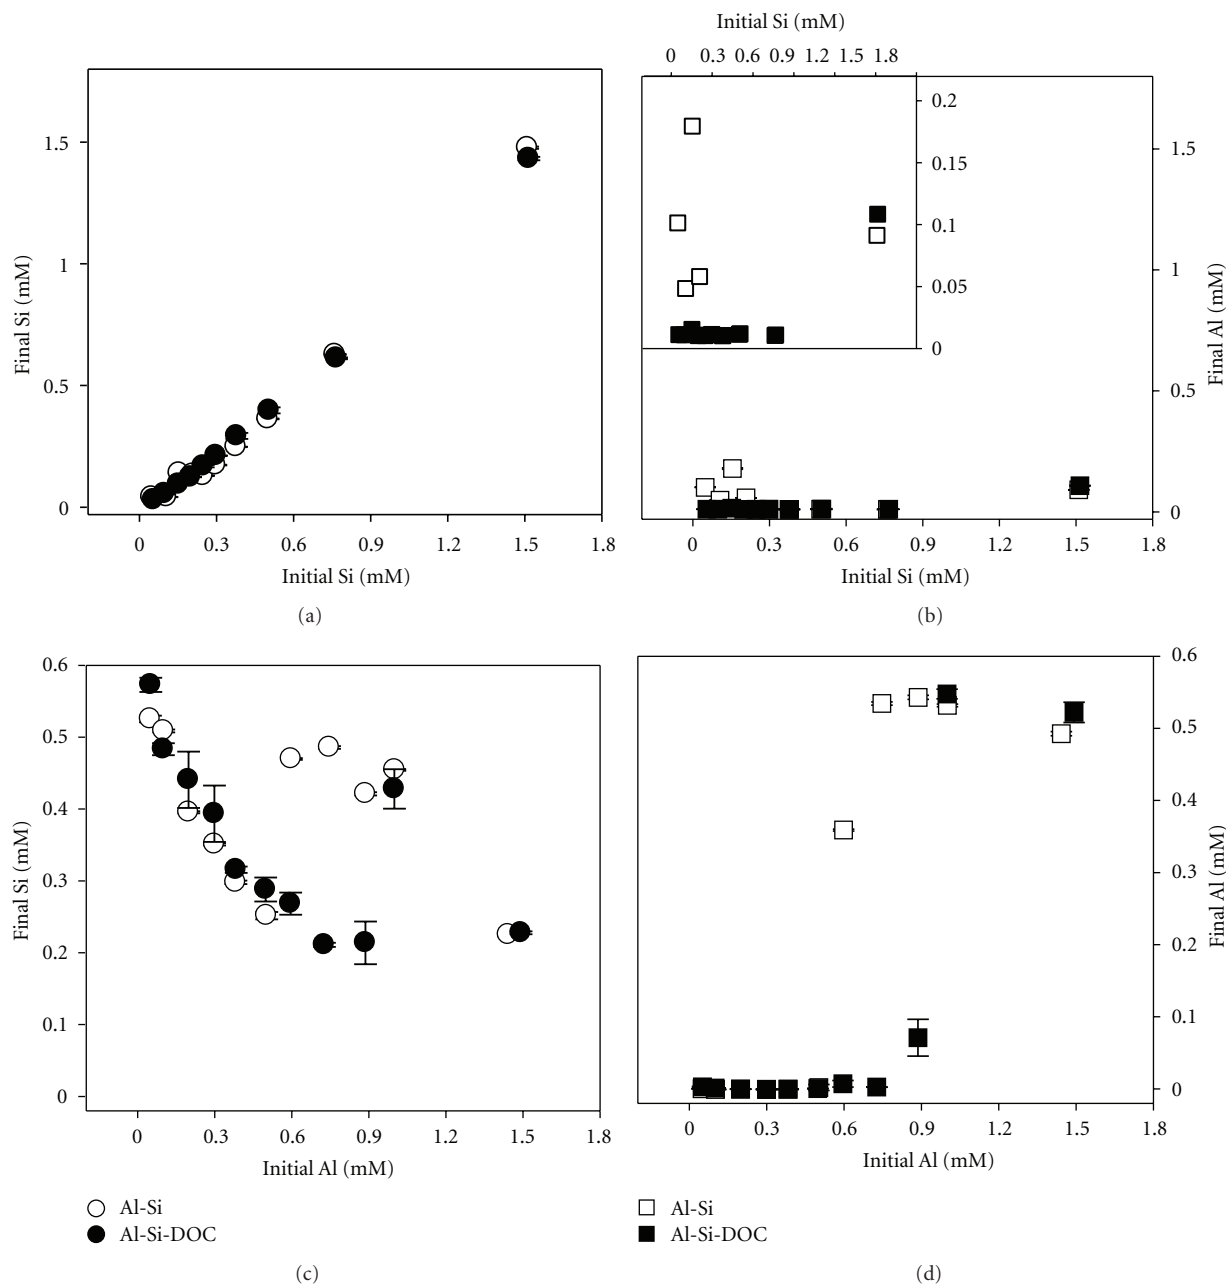 Initial Si (mM)
0 0.3 0.6 0.9 1.2 1.5 1.8
1.5
1
0.5
0
Final Si (mM)
0 0.3 0.6 0.9 1.2 1.5 1.8
Initial Si (mM)
(a)
0.2
0.15
0.1
0.05
0
1.5
1
0.5
0
Final Al (mM)
0 0.3 0.6 0.9 1.2 1.5 1.8
Initial Si (mM)
(b)
0.6
0.5
0.4
0.3
0.2
0.1
0
Final Si (mM)
0 0.3 0.6 0.9 1.2 1.5 1.8
Initial Al (mM)
Al-Si
Al-Si-DOC
(c)
0.6
0.5
0.4
0.3
0.2
0.1
0
Final Al (mM)
0 0.3 0.6 0.9 1.2 1.5 1.8
Initial Al (mM)
Al-Si
Al-Si-DOC
(d)